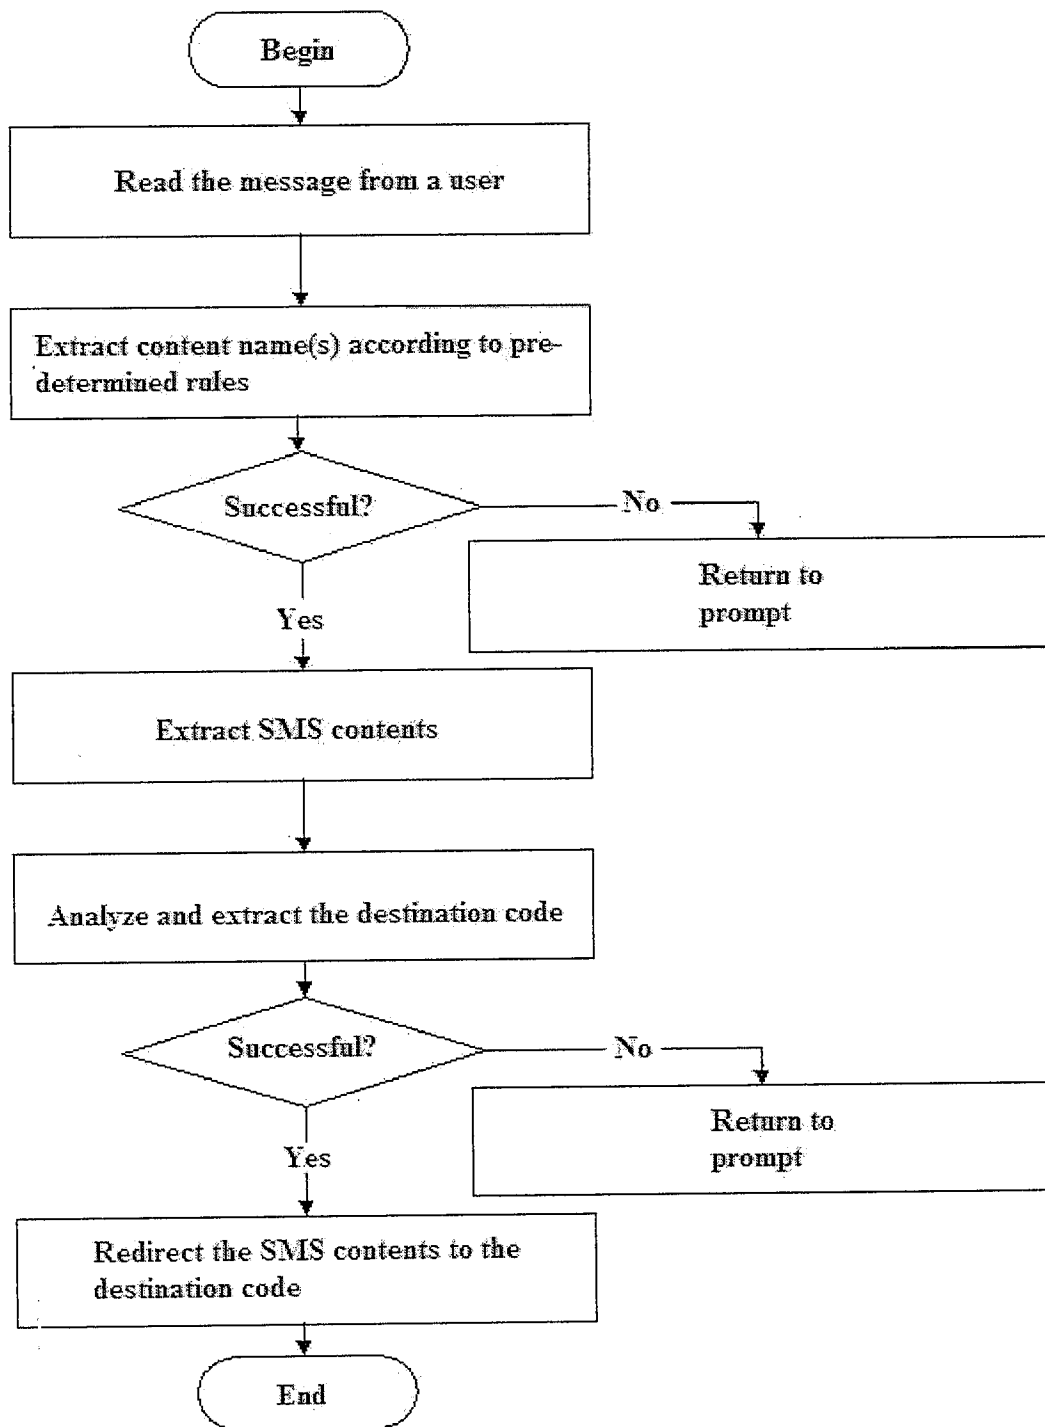 Begin
Read the message from a user
Extract content name(s) according to pre-
determined rules
Successful?
No
Return to
prompt
Yes
Extract SMS contents
Analyze and extract the destination code
Successful?
No
Return to
prompt
Yes
Redirect the SMS contents to the
destination code
End